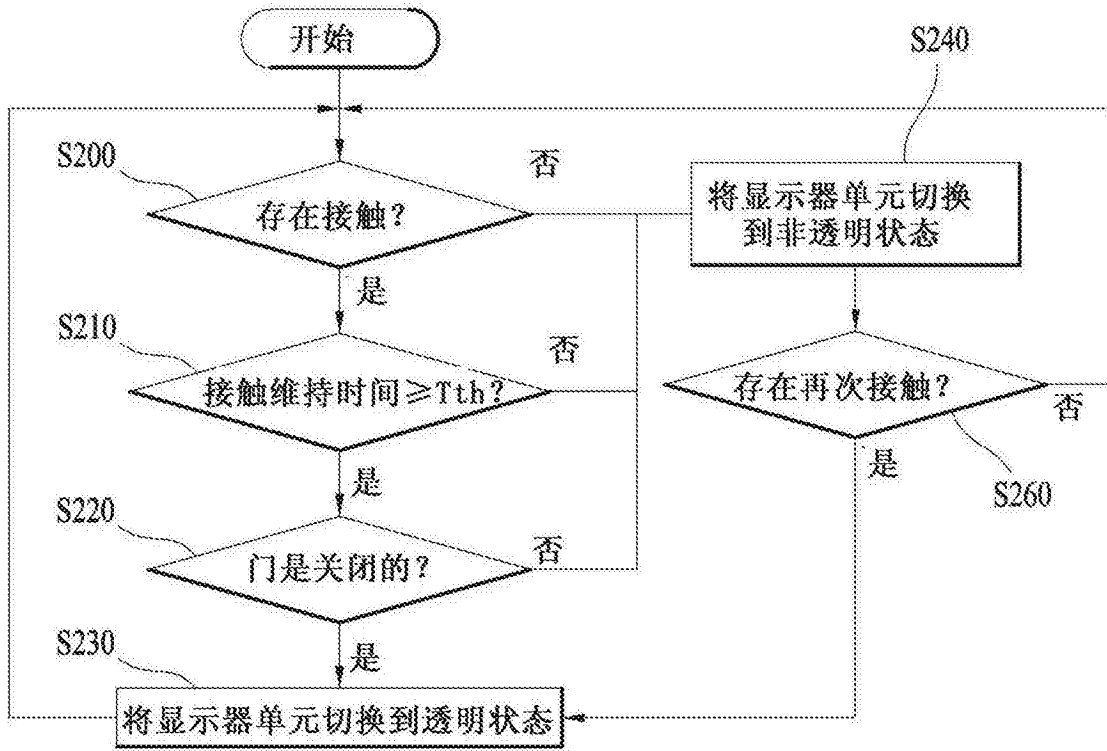 开始
S240
S200
否
存在接触?
将显示器单元切换
到非透明状态
是
S210
否
接触维持时间≥Tth?
存在再次接触?
否
是
是
S260
S220
否
门是关闭的?
S230
是
将显示器单元切换到透明状态